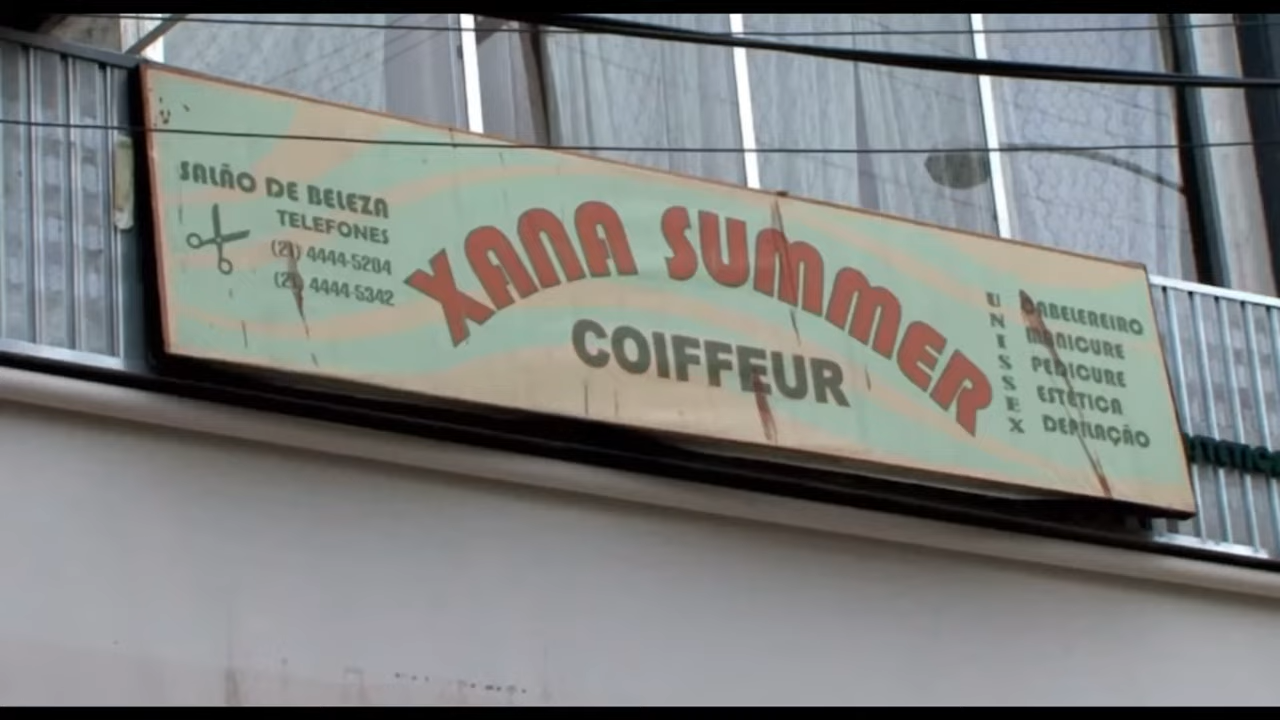 SALÃO DE BELEZA
TELEFONES
(21) 4444-5204
(21) 4444-5342
XANA SUMMER
COIFFEUR
UNISSEX
CABELEREIRO
MANICURE
PEDICURE
ESTÉTICA
DEPILAÇÃO